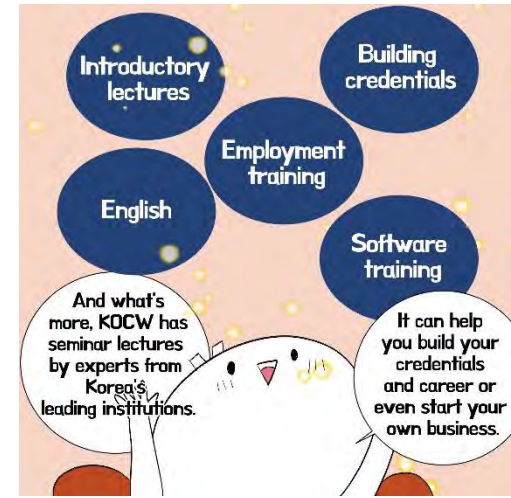 Introductory
lectures
Building
credentials
Employment
training
English
Software
training
And what's
more, KOCW has
seminar lectures
by experts from
Korea's
leading institutions.
It can help
you build your
credentials
and career or
even start your
own business.